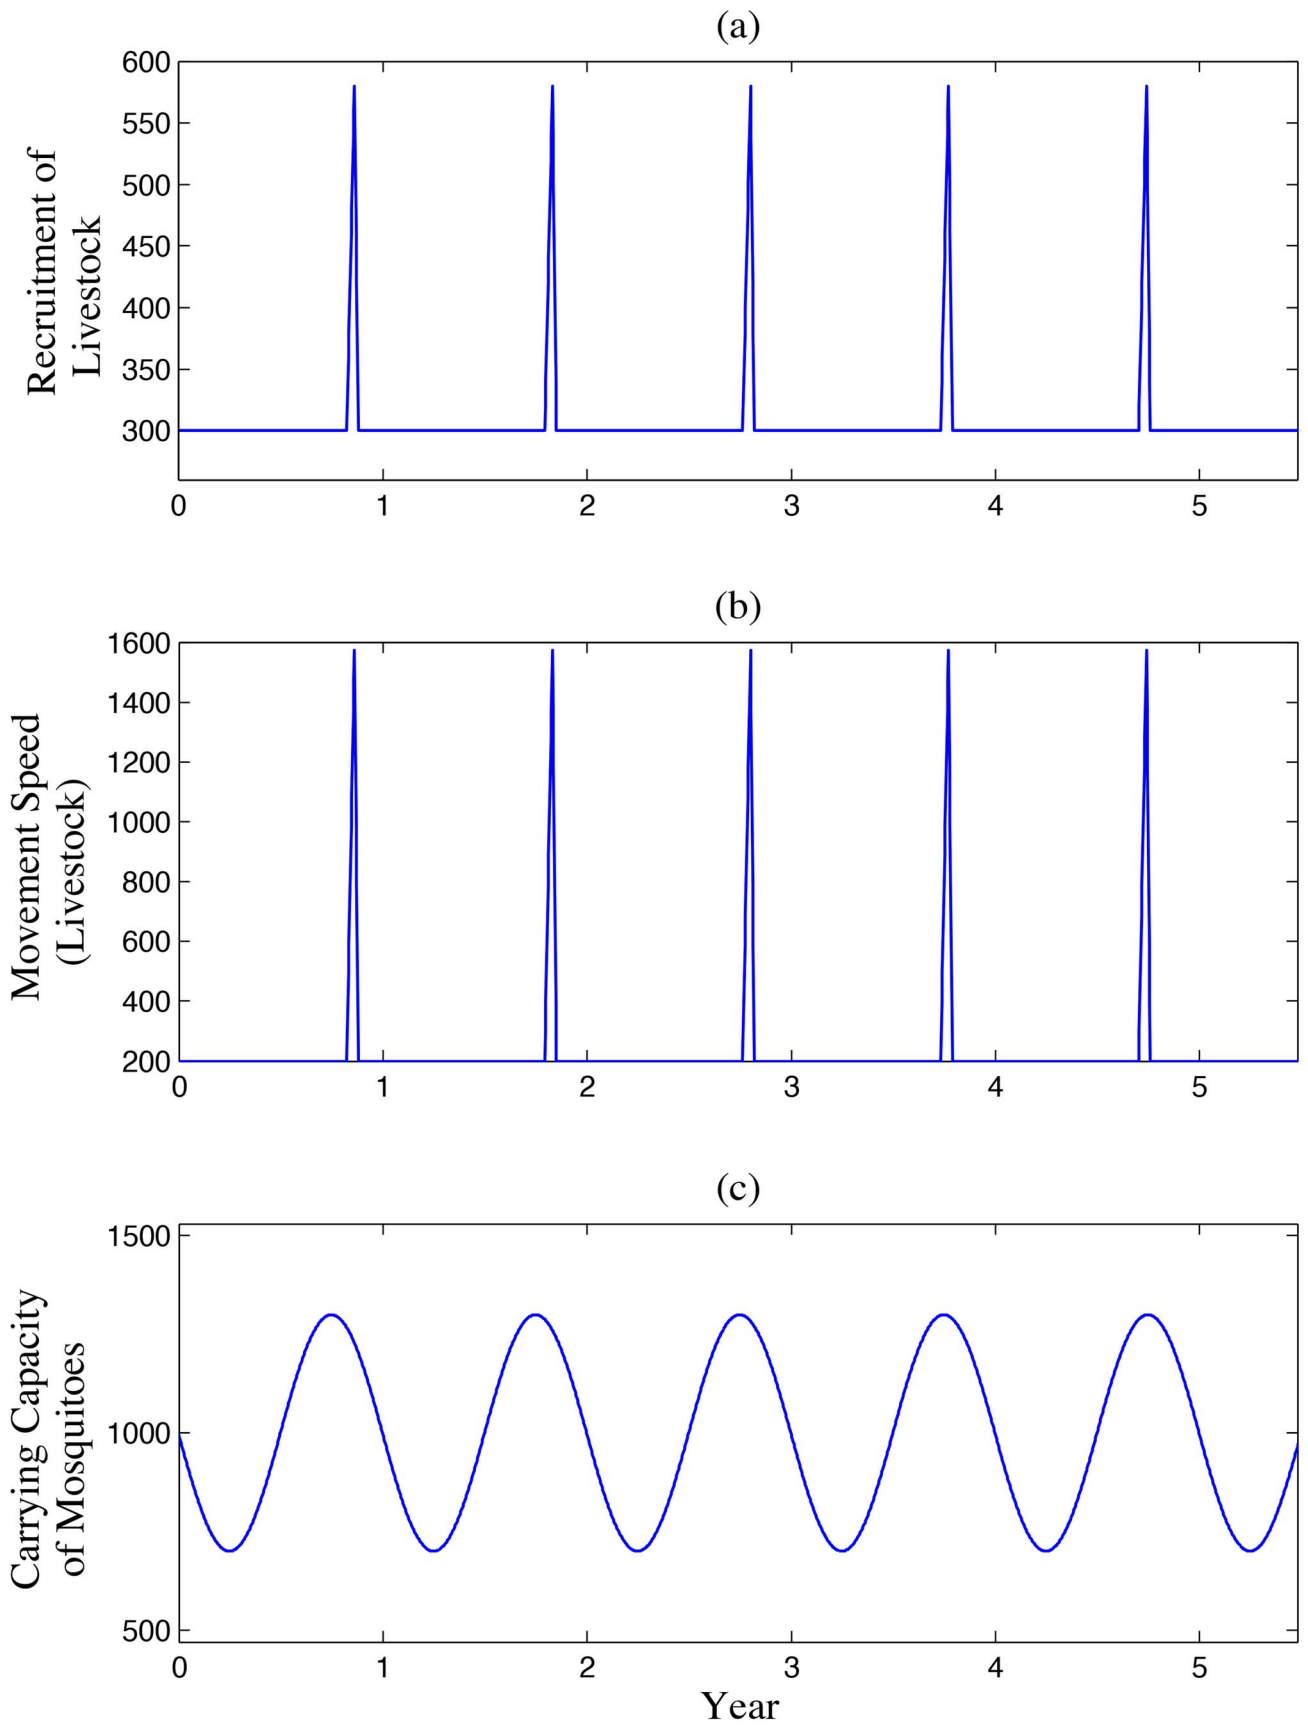 (a)
600
550
500
450
400
350
300
Recruitment of
Livestock
0 1 2 3 4 5
(b)
1600
1400
1200
1000
800
600
400
200
Movement Speed
(Livestock)
0 1 2 3 4 5
(c)
1500
1000
500
Carrying Capacity
of Mosquitoes
0 1 2 3 4 5
Year